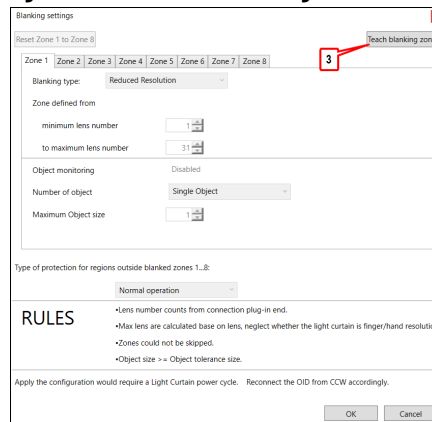 Blanking settings
Reset Zone 1 to Zone 8
Teach blanking zon
3
Zone 1 Zone 2 Zone 3 Zone 4 Zone 5 Zone 6 Zone 7 Zone 8
Blanking type: Reduced Resolution
Zone defined from
minimum lens number 1
to maximum lens number 31
Object monitoring Disabled
Number of object Single Object
Maximum Object size 1
Type of protection for regions outside blanked zones 1...8:
Normal operation
RULES
•Lens number counts from connection plug-in end.
•Max lens are calculated base on lens, neglect whether the light curtain is finger/hand resolutio
•Zones could not be skipped.
•Object size >= Object tolerance size.
Apply the configuration would require a Light Curtain power cycle. Reconnect the OID from CCW accordingly.
OK Cancel